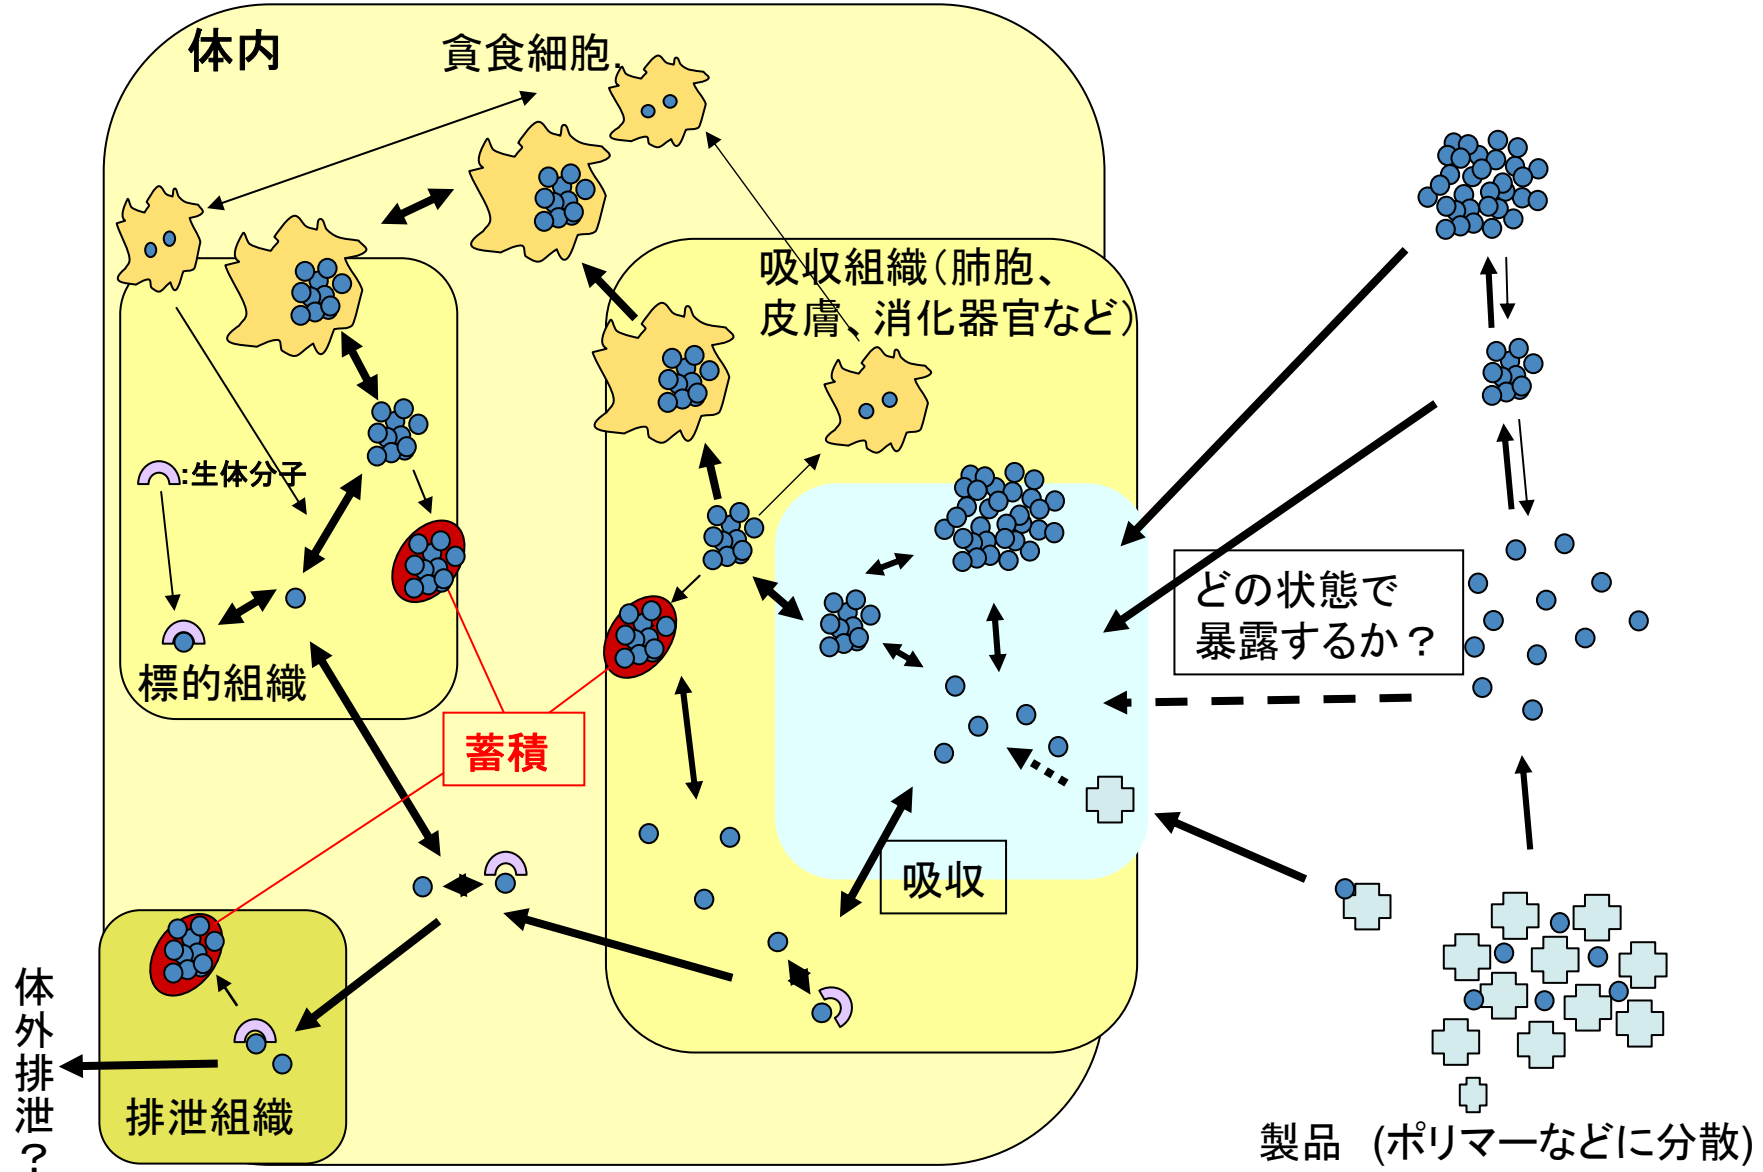 体内
貪食細胞.
吸収組織(肺胞、
皮膚、消化器官など)
:生体分子
どの状態で
暴露するか？
標的組織
蓄積
吸収
体外排泄？
排泄組織
製品 (ポリマーなどに分散)